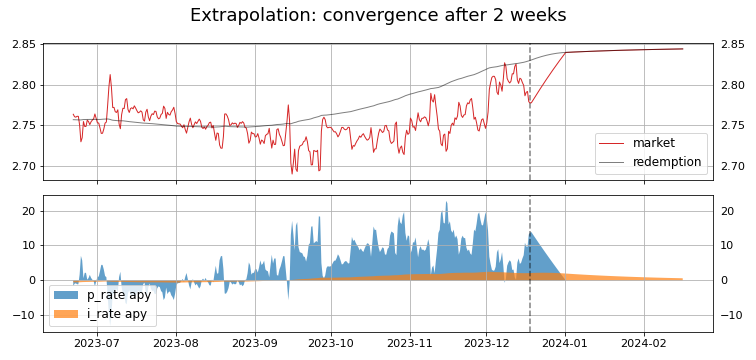 Extrapolation: convergence after 2 weeks
2.85 2.85
2.80 2.80
2.75 2.75
2.70 2.70
market
redemption
20 20
10 10
0 0
−10 −10
p_rate apy
i_rate apy
2023-07 2023-08 2023-09 2023-10 2023-11 2023-12 2024-01 2024-02